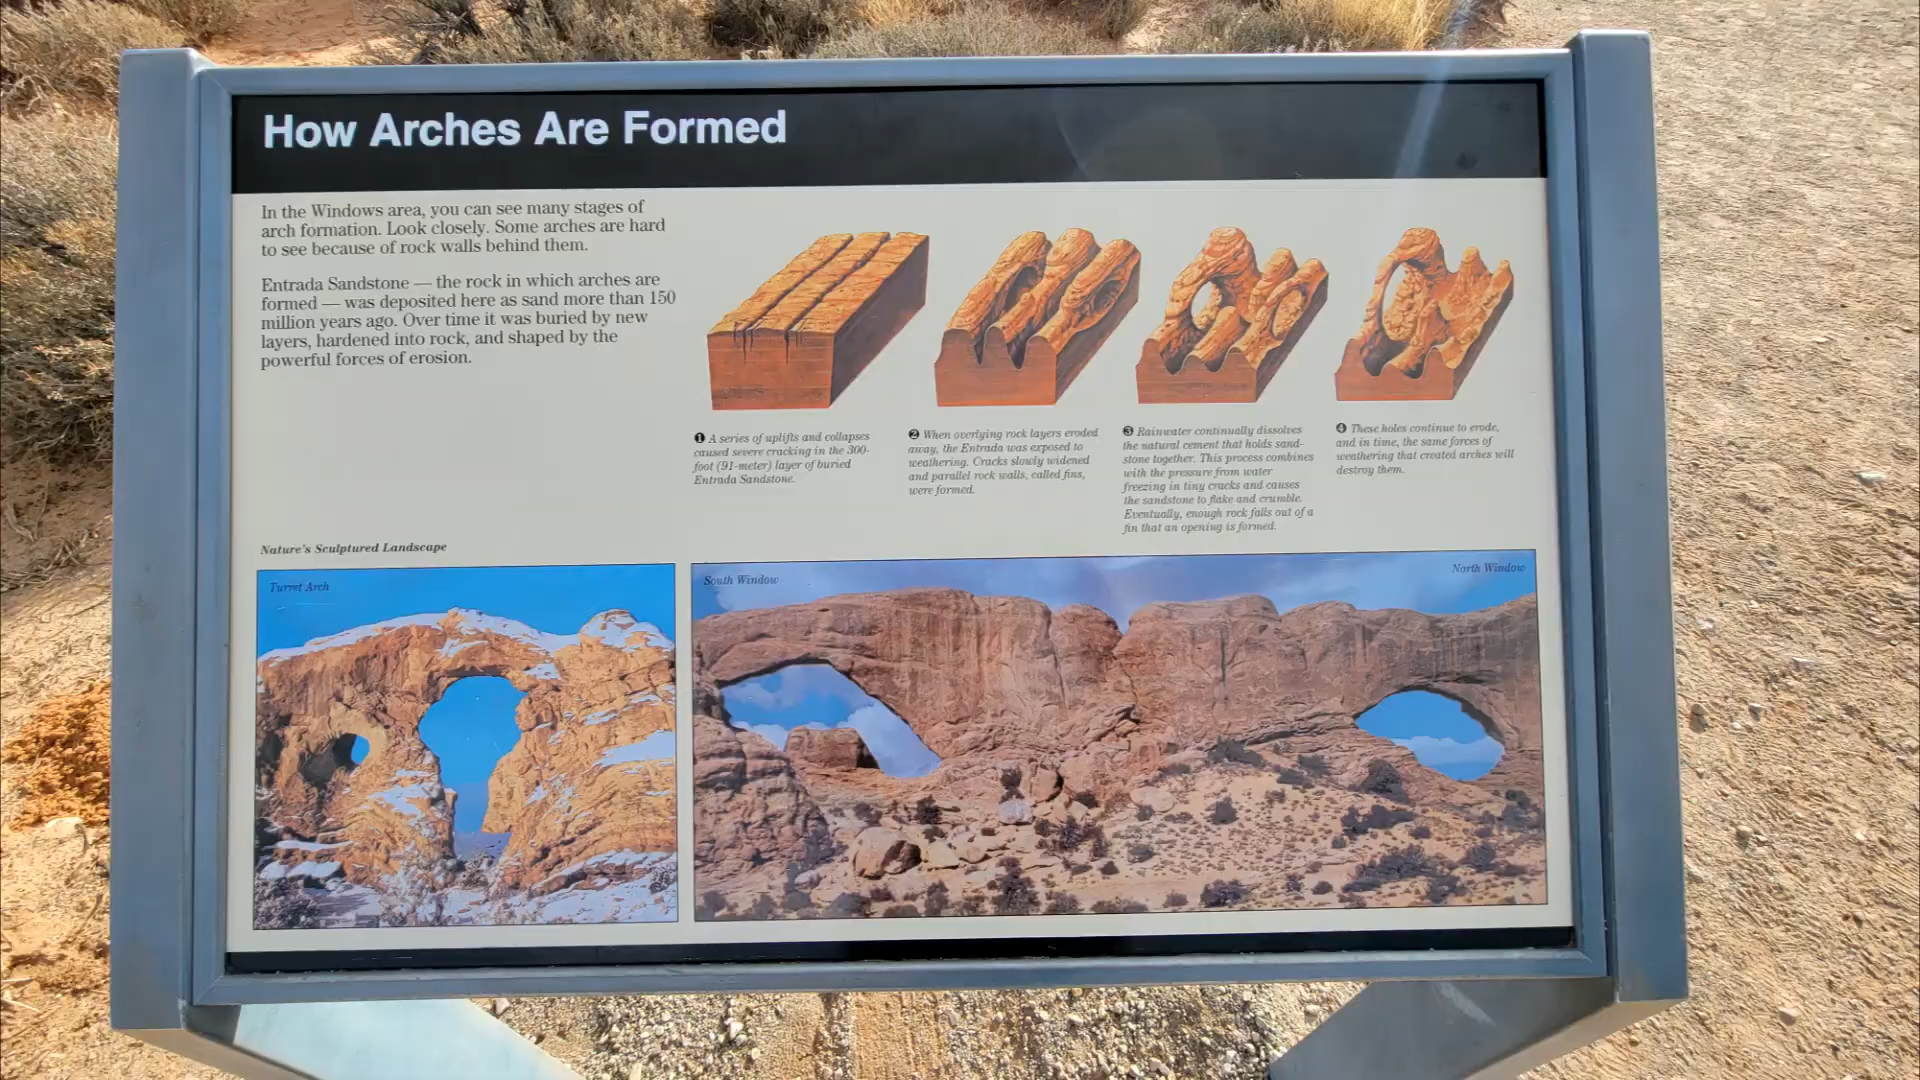 How Arches Are Formed
In the Windows area, you can see many stages of
arch formation. Look closely. Some arches are hard
to see because of rock walls behind them.
Entrada Sandstone — the rock in which arches are
formed — was deposited here as sand more than 150
million years ago. Over time it was buried by new
layers, hardened into rock, and shaped by the
powerful forces of erosion.
❶ A series of uplifts and collapses
caused severe cracking in the 300-
foot (91-meter) layer of buried
Entrada Sandstone.
❷ When overlying rock layers eroded
away, the Entrada was exposed to
weathering. Cracks slowly widened
and parallel rock walls, called fins,
were formed.
❸ Rainwater continually dissolves
the natural cement that holds sand-
stone together. This process combines
with the pressure from water
freezing in tiny cracks and causes
the sandstone to flake and crumble.
Eventually, enough rock falls out of a
fin that an opening is formed.
❹ These holes continue to erode,
and in time, the same forces of
weathering that created arches will
destroy them.
Nature's Sculptured Landscape
Turret Arch
South Window
North Window